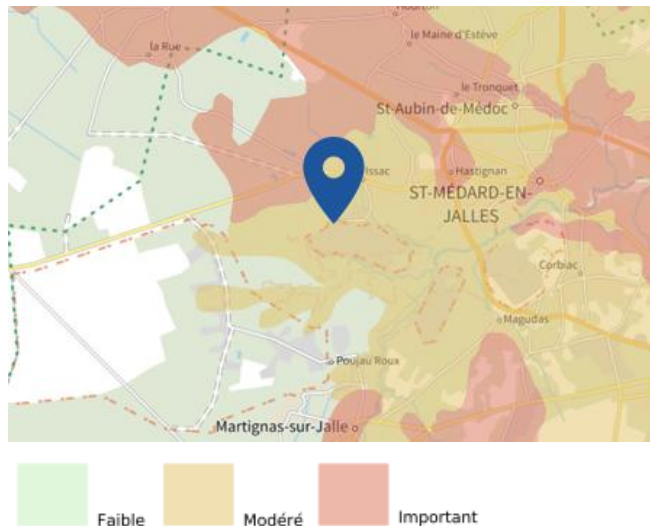 Hourton
le Maine d'Estève
la Rue
le Tronquet
St-Aubin-de-Médoc
Issac
Hastignan
ST-MÉDARD-EN-
JALLES
Corbiac
Magudas
Poujau Roux
Martignas-sur-Jalle
Faible
Modéré
Important